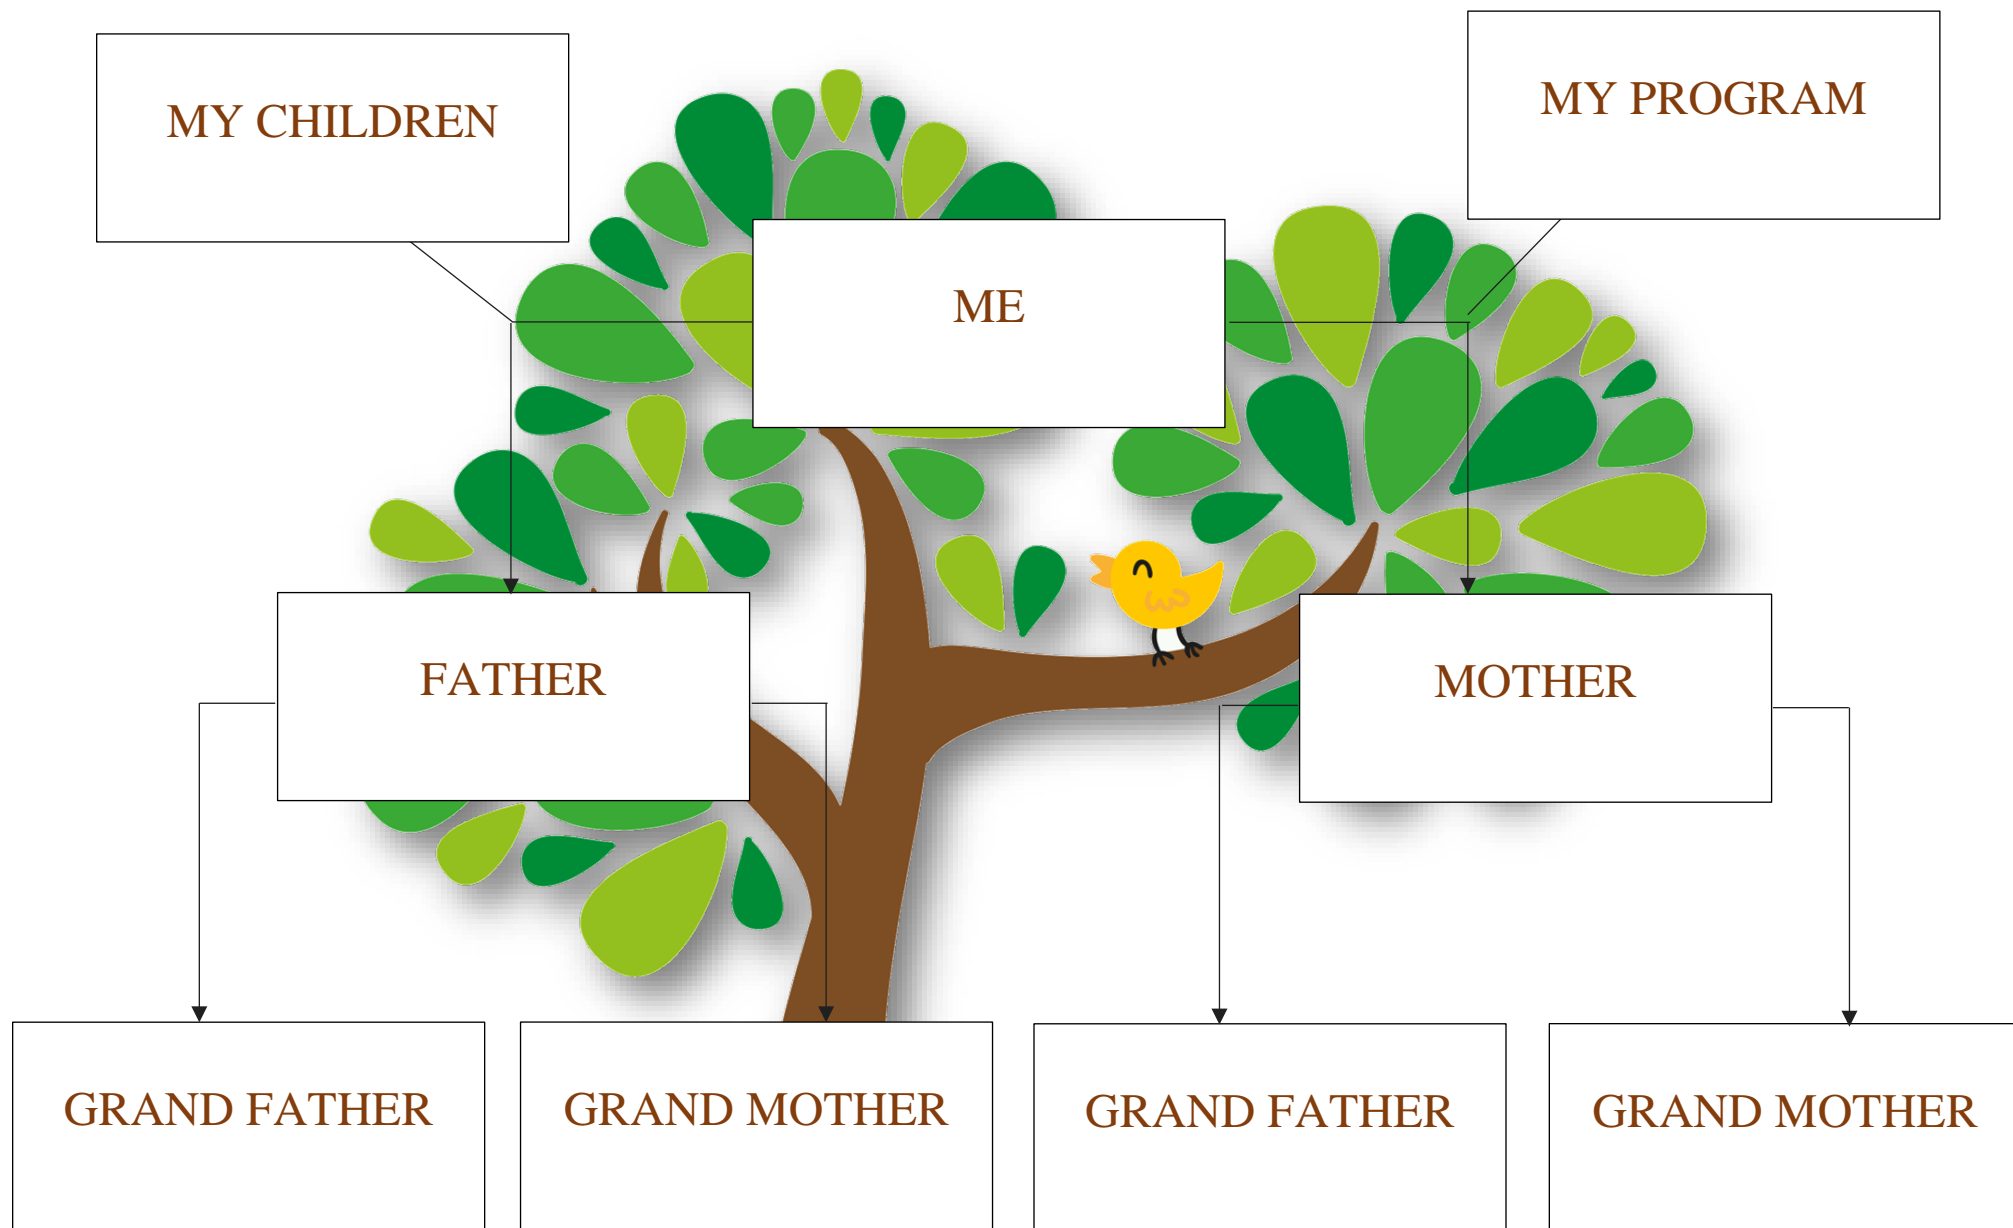 MY CHILDREN
MY PROGRAM
ME
FATHER
MOTHER
GRAND FATHER
GRAND MOTHER
GRAND FATHER
GRAND MOTHER